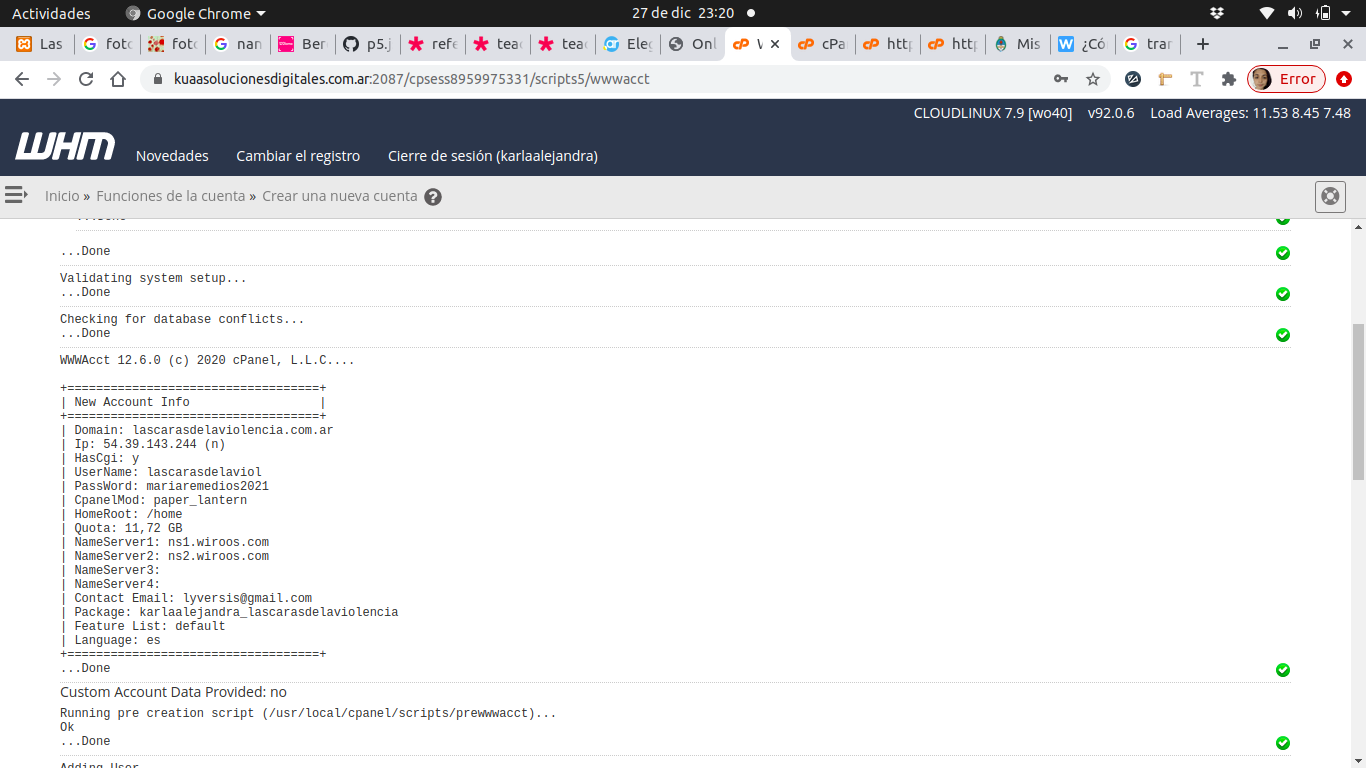 Actividades Google Chrome 27 de dic 23:20
Las foto foto nan Ber p5.j refe tea tea Ele Onl cPa http http Mis ¿Có trar
kuaasolucionesdigitales.com.ar:2087/cpsess8959975331/scripts5/wwwacct Error
CLOUDLINUX 7.9 [wo40] v92.0.6 Load Averages: 11.53 8.45 7.48
WHM Novedades Cambiar el registro Cierre de sesión (karlaalejandra)
Inicio » Funciones de la cuenta » Crear una nueva cuenta
...Done
...Done
Validating system setup...
...Done
Checking for database conflicts...
...Done
WWWAcct 12.6.0 (c) 2020 cPanel, L.L.C....
+===================================+
| New Account Info |
+===================================+
| Domain: lascarasdelaviolencia.com.ar
| Ip: 54.39.143.244 (n)
| HasCgi: y
| UserName: lascarasdelaviol
| PassWord: mariaremedios2021
| CpanelMod: paper_lantern
| HomeRoot: /home
| Quota: 11,72 GB
| NameServer1: ns1.wiroos.com
| NameServer2: ns2.wiroos.com
| NameServer3:
| NameServer4:
| Contact Email: lyversis@gmail.com
| Package: karlaalejandra_lascarasdelaviolencia
| Feature List: default
| Language: es
+===================================+
...Done
Custom Account Data Provided: no
Running pre creation script (/usr/local/cpanel/scripts/prewwwacct)...
Ok
...Done
Adding User